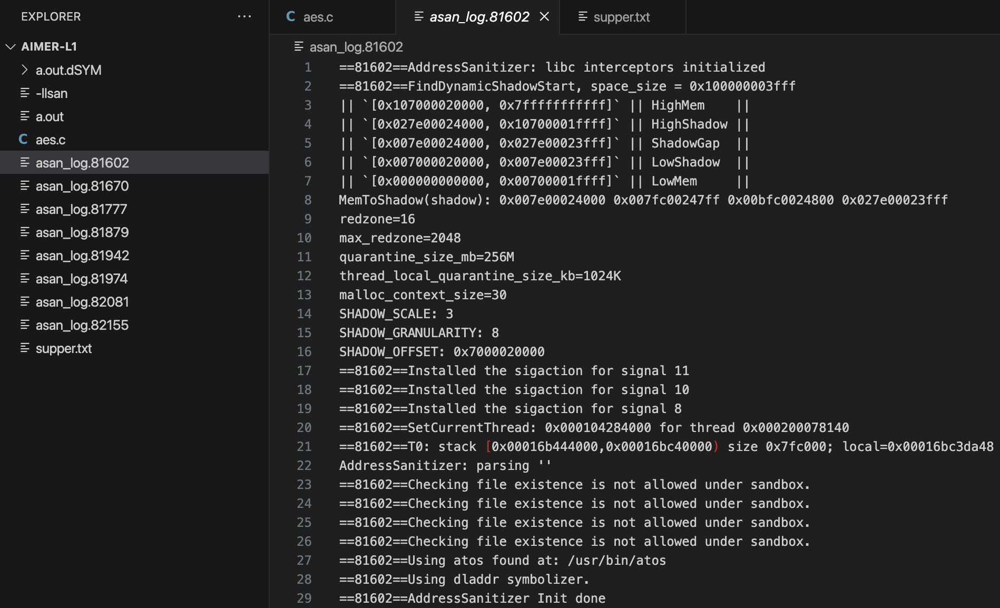 EXPLORER
...
AIMER-L1
a.out.dSYM
-llsan
a.out
C aes.c
asan_log.81602
asan_log.81670
asan_log.81777
asan_log.81879
asan_log.81942
asan_log.81974
asan_log.82081
asan_log.82155
supper.txt
C aes.c
asan_log.81602
supper.txt
asan_log.81602
1 ==81602==AddressSanitizer: libc interceptors initialized
2 ==81602==FindDynamicShadowStart, space_size = 0x100000003fff
3 || `[0x107000020000, 0x7fffffffffff]` || HighMem    ||
4 || `[0x027e00024000, 0x10700001ffff]` || HighShadow ||
5 || `[0x007e00024000, 0x027e00023fff]` || ShadowGap  ||
6 || `[0x007000020000, 0x007e00023fff]` || LowShadow  ||
7 || `[0x000000000000, 0x00700001ffff]` || LowMem     ||
8 MemToShadow(shadow): 0x007e00024000 0x007fc00247ff 0x00bfc0024800 0x027e00023fff
9 redzone=16
10 max_redzone=2048
11 quarantine_size_mb=256M
12 thread_local_quarantine_size_kb=1024K
13 malloc_context_size=30
14 SHADOW_SCALE: 3
15 SHADOW_GRANULARITY: 8
16 SHADOW_OFFSET: 0x7000020000
17 ==81602==Installed the sigaction for signal 11
18 ==81602==Installed the sigaction for signal 10
19 ==81602==Installed the sigaction for signal 8
20 ==81602==SetCurrentThread: 0x000104284000 for thread 0x000200078140
21 ==81602==T0: stack [0x00016b444000,0x00016bc40000) size 0x7fc000; local=0x00016bc3da48
22 AddressSanitizer: parsing ''
23 ==81602==Checking file existence is not allowed under sandbox.
24 ==81602==Checking file existence is not allowed under sandbox.
25 ==81602==Checking file existence is not allowed under sandbox.
26 ==81602==Checking file existence is not allowed under sandbox.
27 ==81602==Using atos found at: /usr/bin/atos
28 ==81602==Using dladdr symbolizer.
29 ==81602==AddressSanitizer Init done